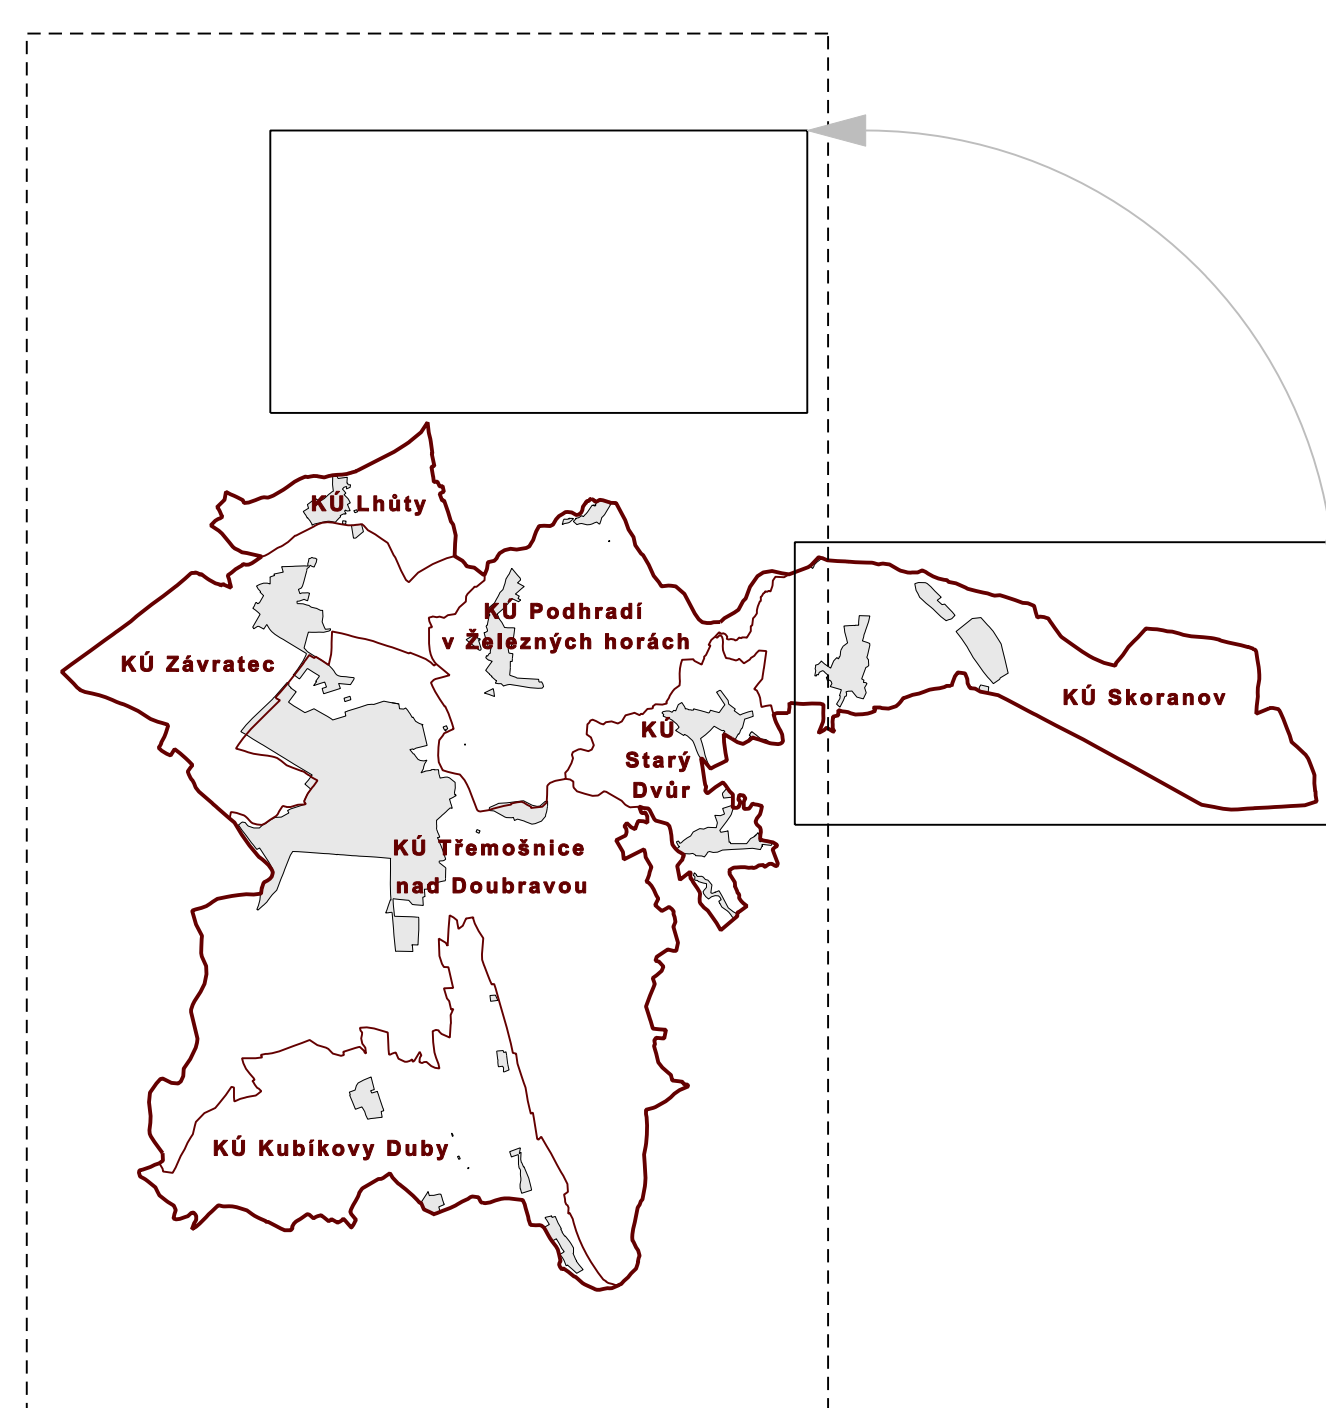 KÚ Lhůty
KÚ Podhradí
v Železných horách
KÚ Závratec
KÚ Skoranov
KÚ
Starý
Dvůr
KÚ Třemošnice
nad Doubravou
KÚ Kubíkovy Duby